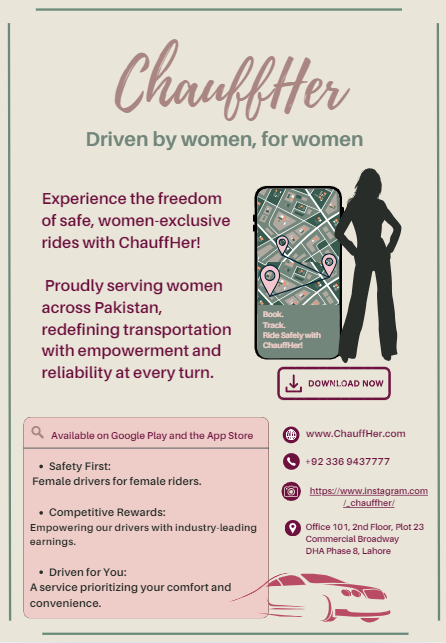 ChauffHer
Driven by women, for women
Experience the freedom
of safe, women-exclusive
rides with ChauffHer!
Proudly serving women
across Pakistan,
redefining transportation
with empowerment and
reliability at every turn.
Book.
Track.
Ride Safely with
ChauffHer!
DOWNLOAD NOW
Available on Google Play and the App Store
• Safety First:
Female drivers for female riders.
• Competitive Rewards:
Empowering our drivers with industry-leading
earnings.
• Driven for You:
A service prioritizing your comfort and
convenience.
www.ChauffHer.com
+92 336 9437777
https://www.instagram.com
/_chauffher/
Office 101, 2nd Floor, Plot 23
Commercial Broadway
DHA Phase 8, Lahore